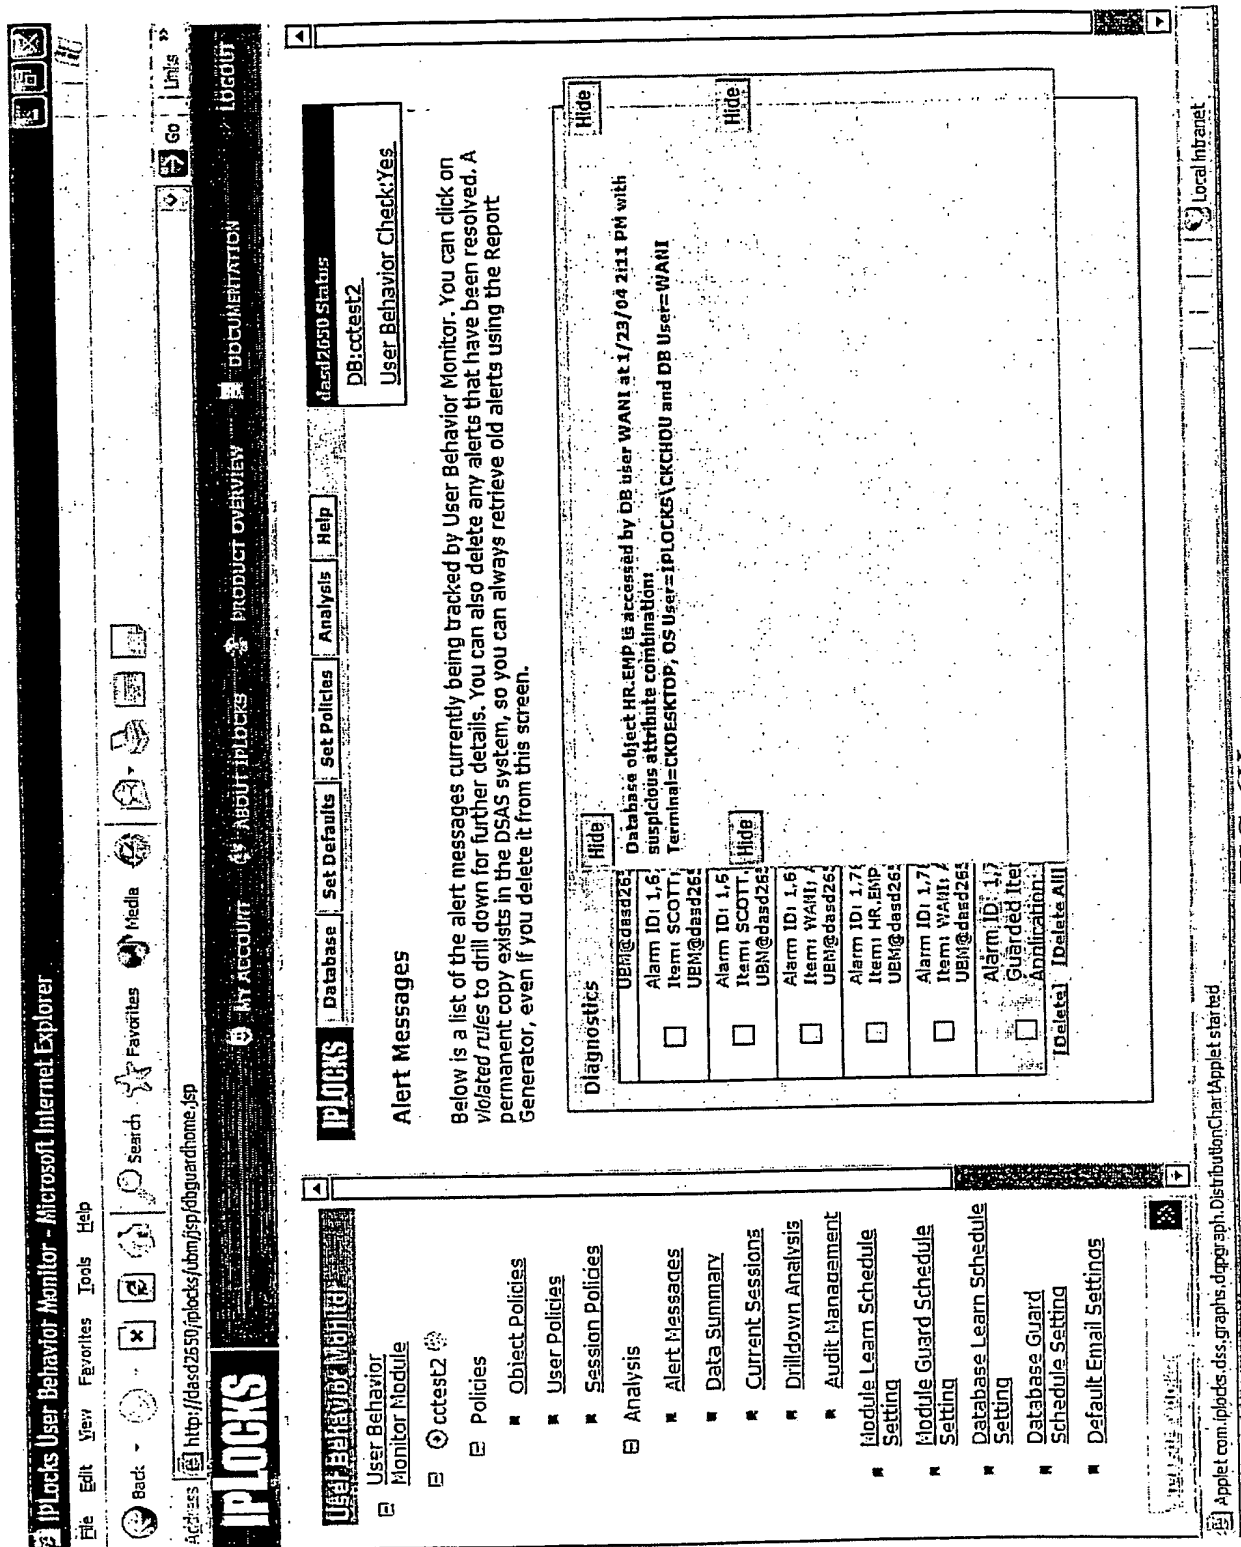 IPLocks User Behavior Monitor - Microsoft Internet Explorer
File Edit View Favorites Tools Help
Back Search Favorites Media
Address http://dasd2650/iplocks/ubm/jsp/dbguardhome.jsp Go Links »
IPLOCKS MY ACCOUNT ABOUT IPLOCKS PRODUCT OVERVIEW DOCUMENTATION LOGOUT
User Behavior Monitor
User Behavior
Monitor Module
cctest2
Policies
Object Policies
User Policies
Session Policies
Analysis
Alert Messages
Data Summary
Current Sessions
Drilldown Analysis
Audit Management
Module Learn Schedule
Setting
Module Guard Schedule
Setting
Database Learn Schedule
Setting
Database Guard
Schedule Setting
Default Email Settings
IPLOCKS Database Set Defaults Set Policies Analysis Help
dasd2650 Status
DB:cctest2
User Behavior Check:Yes
Alert Messages
Below is a list of the alert messages currently being tracked by User Behavior Monitor. You can click on
violated rules to drill down for further details. You can also delete any alerts that have been resolved. A
permanent copy exists in the DSAS system, so you can always retrieve old alerts using the Report
Generator, even if you delete it from this screen.
Diagnostics
Hide Hide
UBM@dasd265
Alarm ID: 1,6
Item: SCOTT.
UBM@dasd265
Alarm ID: 1,6
Item: SCOTT.
UBM@dasd265
Alarm ID: 1,6
Item: WANI; A
UBM@dasd265
Alarm ID: 1,7
Item: HR.EMP
UBM@dasd265
Alarm ID: 1,7
Item: WANI; A
UBM@dasd265
Alarm ID: 1,7
Guarded Iter
Application:
[Delete] [Delete All]
Database object HR.EMP is accessed by DB user WANI at 1/23/04 2:11 PM with
suspicious attribute combination:
Terminal=CKDESKTOP, OS User=IPLOCKS\CKCHOU and DB User=WANI
Hide Hide
Applet com.iplocks.dss.graphs.dqpgraph.DistributionChartApplet started
Local intranet